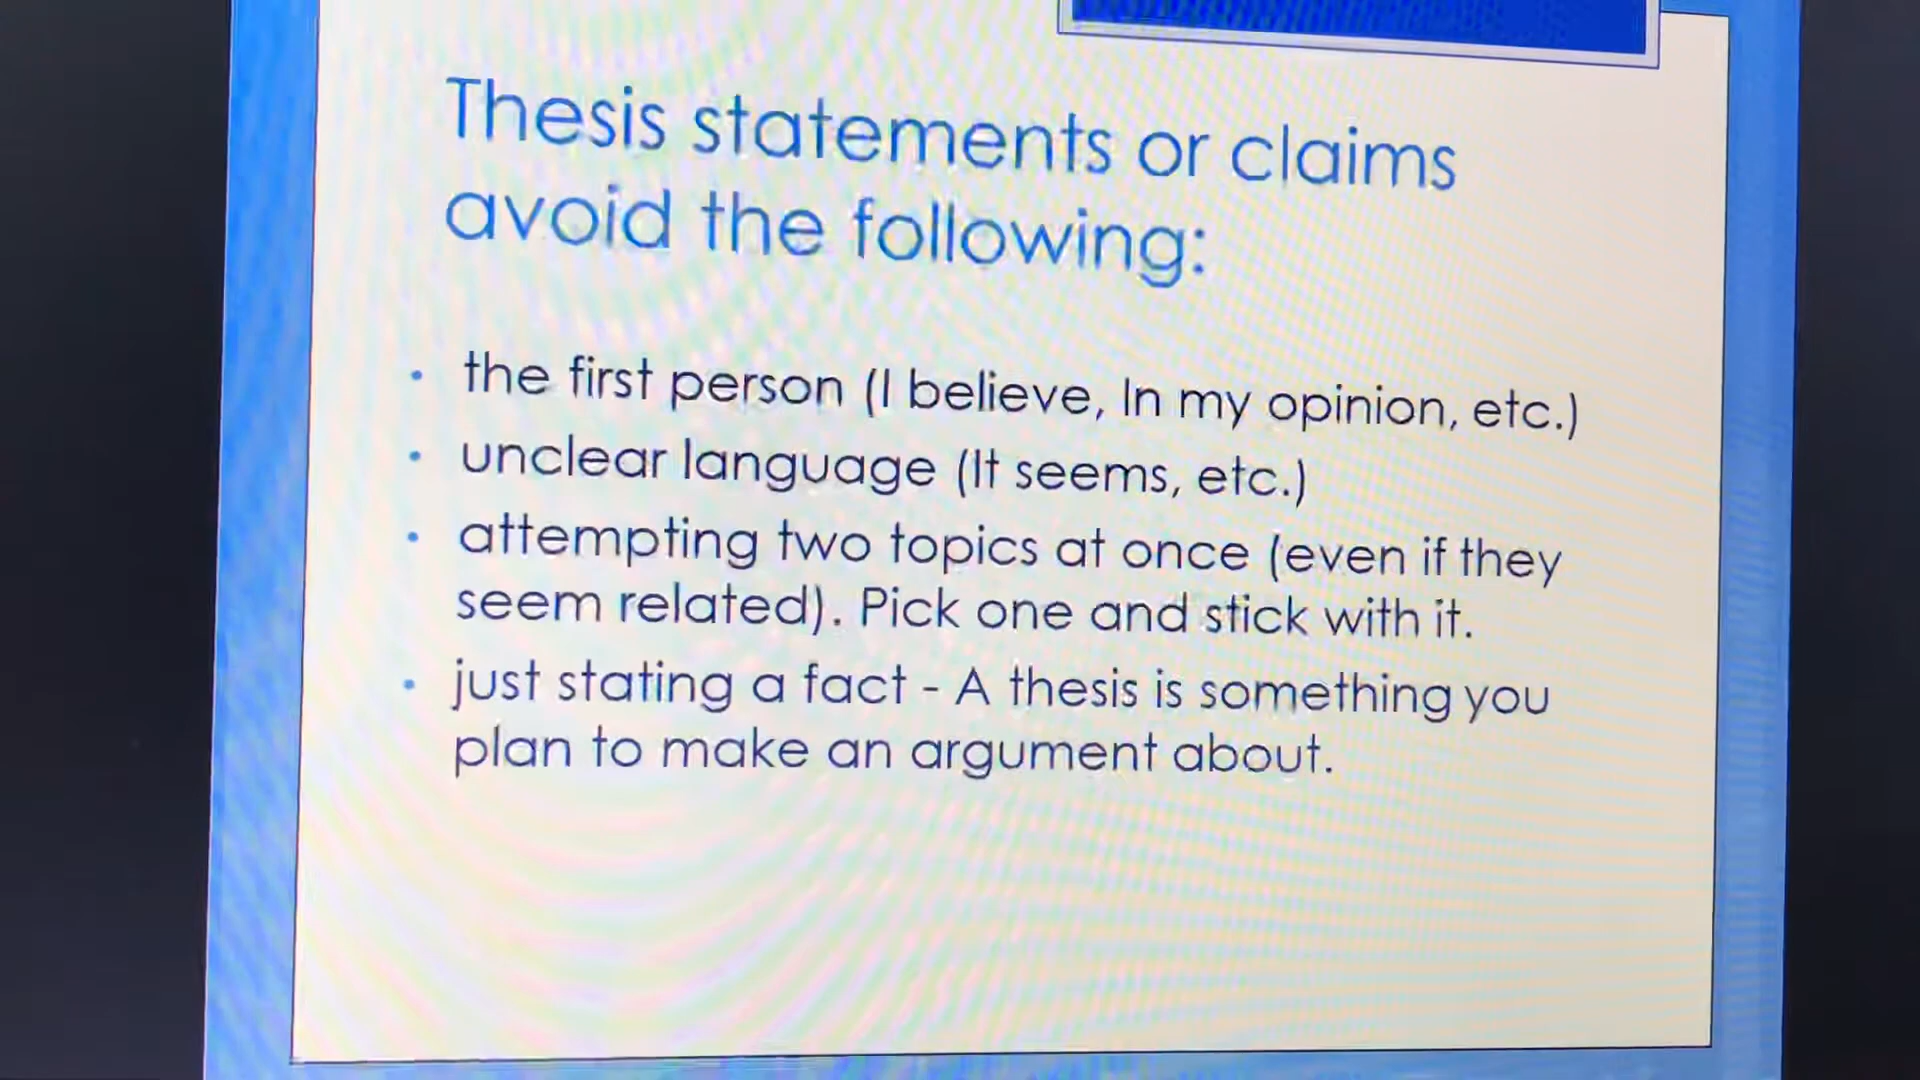 Thesis statements or claims
avoid the following:
• the first person (I believe, In my opinion, etc.)
• unclear language (It seems, etc.)
• attempting two topics at once (even if they
seem related). Pick one and stick with it.
• just stating a fact - A thesis is something you
plan to make an argument about.